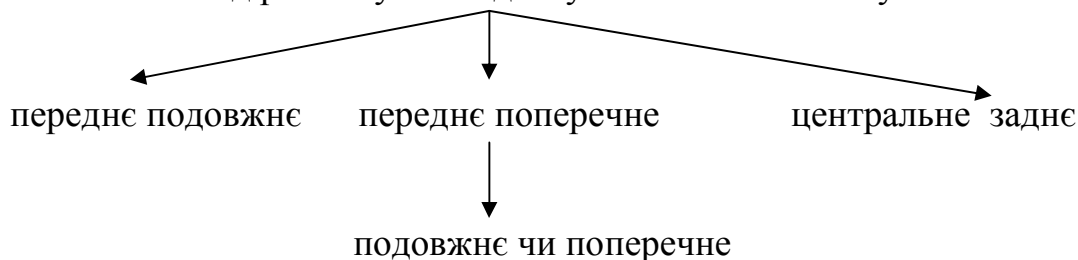 переднє подовжнє переднє поперечне центральне заднє
подовжнє чи поперечне